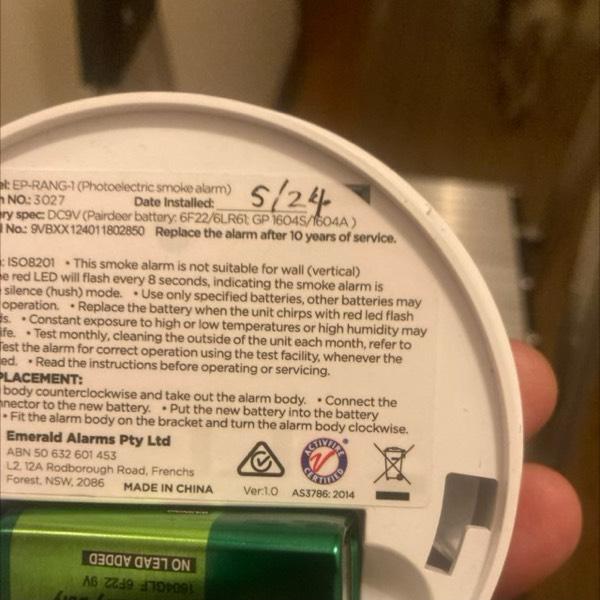 EP-RANG-1 (Photoelectric smoke alarm)
NO.: 3027 Date Installed: 5/24
spec: DC9V (Pairdeer battery: 6F22/6LR61; GP 1604S/1604A )
No.: 9VBXX124011802850 Replace the alarm after 10 years of service.
: ISO8201 • This smoke alarm is not suitable for wall (vertical)
red LED will flash every 8 seconds, indicating the smoke alarm is
silence (hush) mode. • Use only specified batteries, other batteries may
operation. • Replace the battery when the unit chirps with red led flash
• Constant exposure to high or low temperatures or high humidity may
• Test monthly, cleaning the outside of the unit each month, refer to
Test the alarm for correct operation using the test facility, whenever the
• Read the instructions before operating or servicing.
PLACEMENT:
body counterclockwise and take out the alarm body. • Connect the
to the new battery. • Put the new battery into the battery
• Fit the alarm body on the bracket and turn the alarm body clockwise.
Emerald Alarms Pty Ltd
ABN 50 632 601 453
L2, 12A Rodborough Road, Frenchs
Forest, NSW, 2086 MADE IN CHINA
Ver:1.0
ACTIVFIRE
CERTIFIED
AS3786: 2014
NO LEAD ADDED
1604GLF 6F22 9V